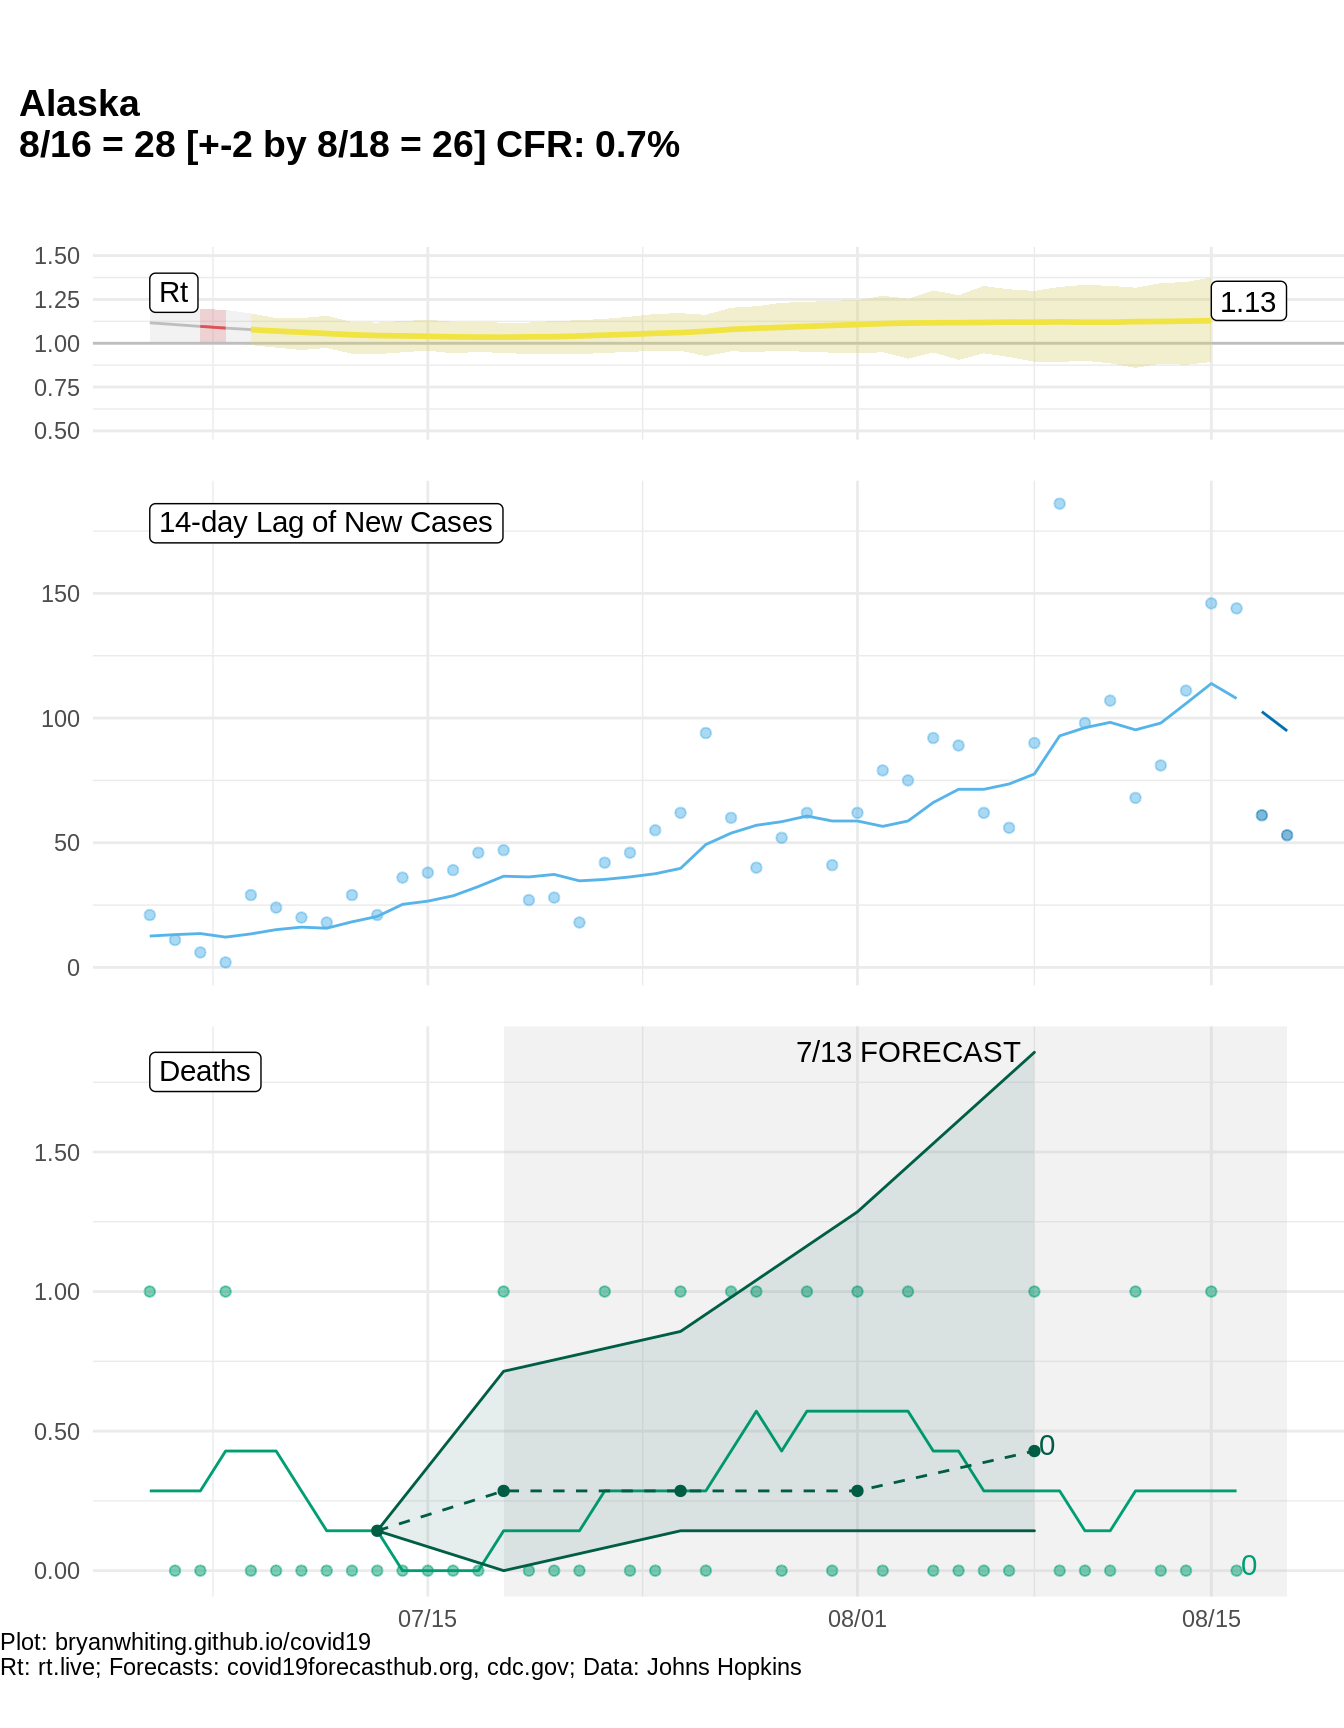 Alaska
8/16 = 28 [+-2 by 8/18 = 26] CFR: 0.7%
1.50
1.25
1.00
0.75
0.50
Rt
1.13
14-day Lag of New Cases
150
100
50
0
Deaths
7/13 FORECAST
1.50
1.00
0.50
0.00
0
0
07/15
08/01
08/15
Plot: bryanwhiting.github.io/covid19
Rt: rt.live; Forecasts: covid19forecasthub.org, cdc.gov; Data: Johns Hopkins